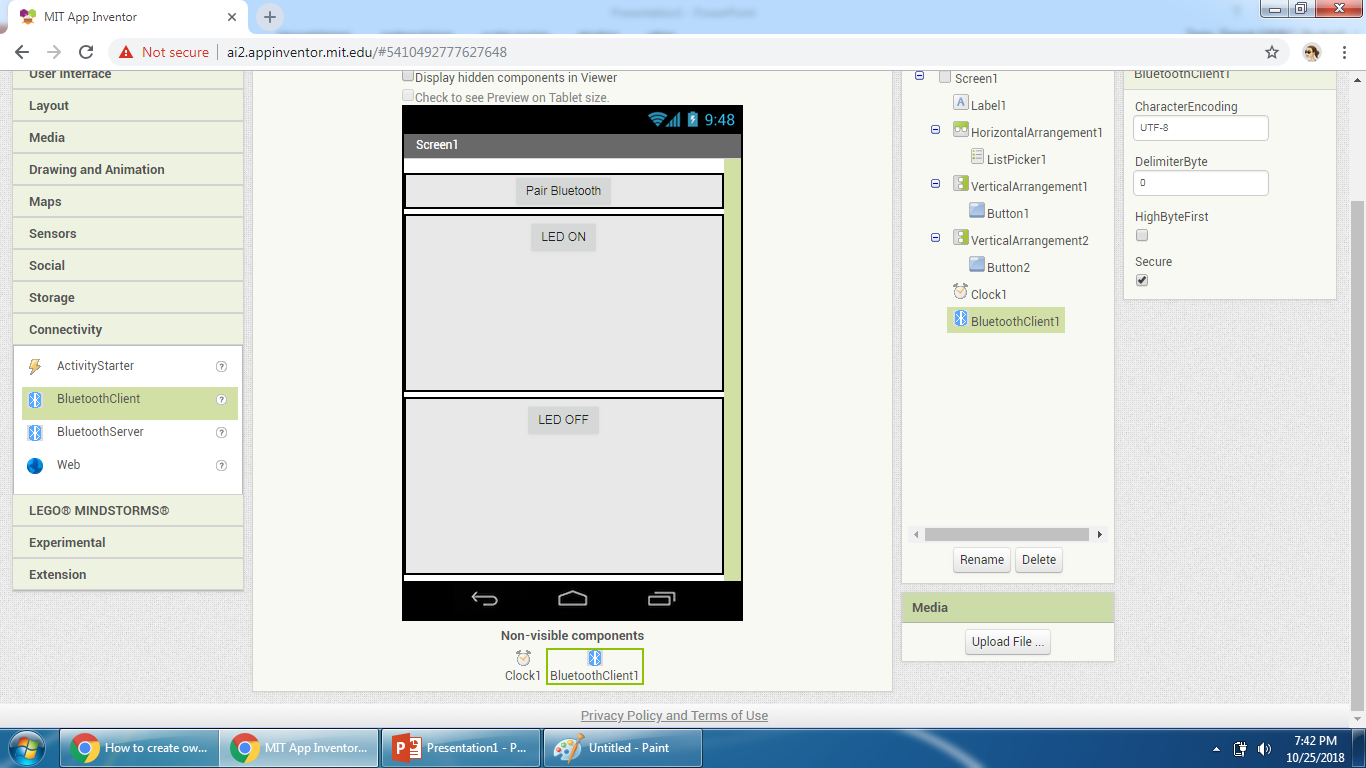 MIT App Inventor
Not secure
ai2.appinventor.mit.edu/#5410492777627648
User Interface
Layout
Media
Drawing and Animation
Maps
Sensors
Social
Storage
Connectivity
ActivityStarter
BluetoothClient
BluetoothServer
Web
LEGO® MINDSTORMS®
Experimental
Extension
Display hidden components in Viewer
Check to see Preview on Tablet size.
9:48
Screen1
Pair Bluetooth
LED ON
LED OFF
Non-visible components
Clock1
BluetoothClient1
Screen1
Label1
HorizontalArrangement1
ListPicker1
VerticalArrangement1
Button1
VerticalArrangement2
Button2
Clock1
BluetoothClient1
Rename
Delete
Media
Upload File ...
BluetoothClient1
CharacterEncoding
UTF-8
DelimiterByte
0
HighByteFirst
Secure
Privacy Policy and Terms of Use
How to create ow...
MIT App Inventor...
Presentation1 - P...
Untitled - Paint
7:42 PM
10/25/2018